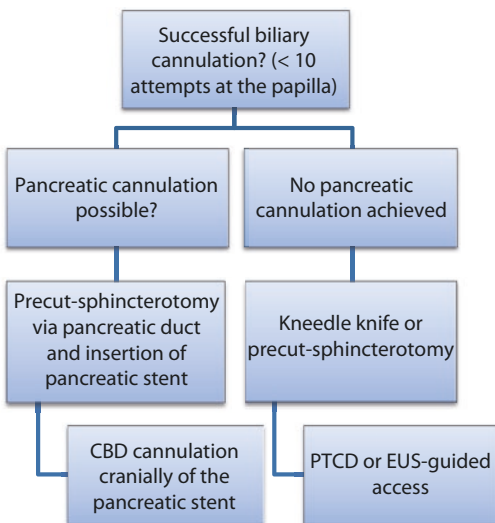 Successful biliary
cannulation? (< 10
attempts at the papilla)
Pancreatic cannulation
possible?
No pancreatic
cannulation achieved
Precut-sphincterotomy
via pancreatic duct
and insertion of
pancreatic stent
Kneedle knife or
precut-sphincterotomy
CBD cannulation
cranially of the
pancreatic stent
PTCD or EUS-guided
access